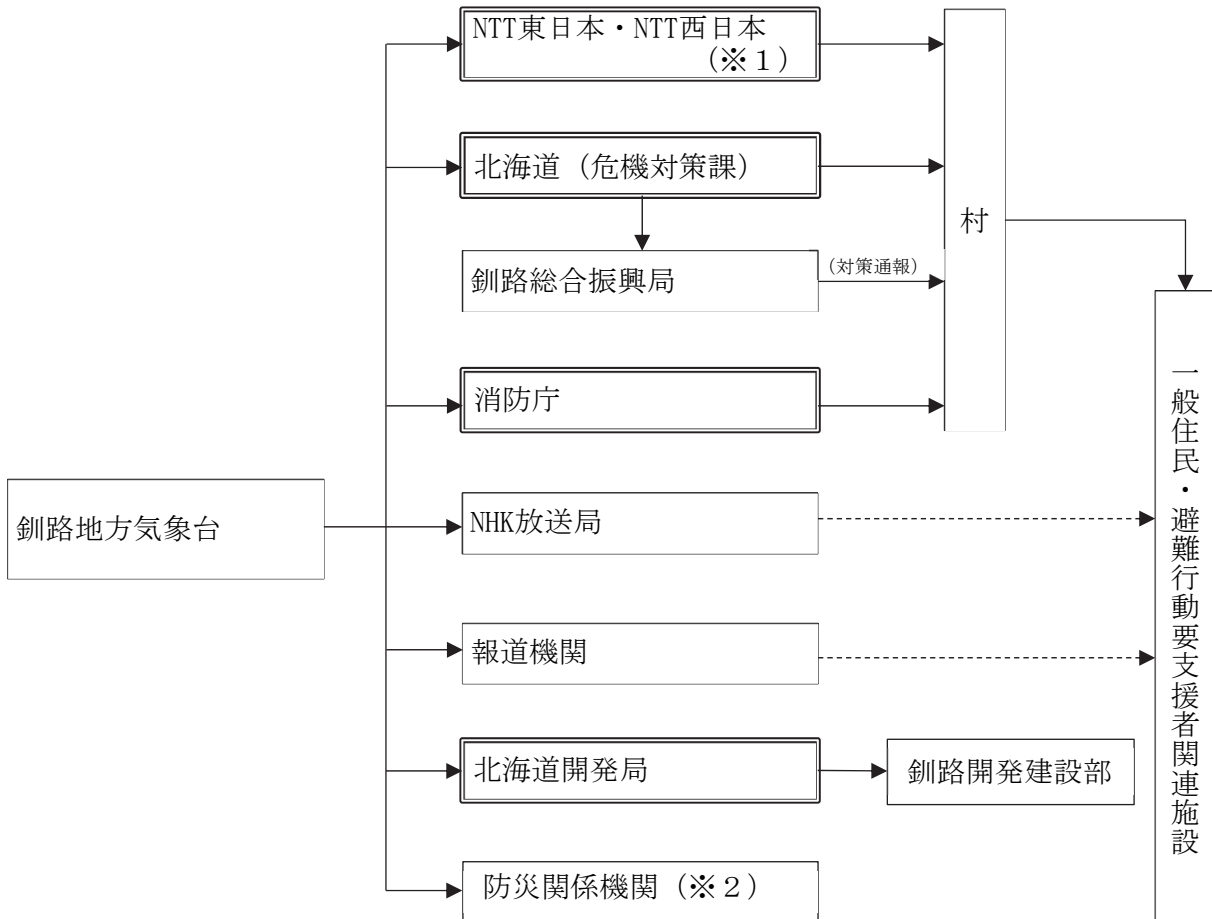 NTT東日本・NTT西日本
(※1)
北海道（危機対策課）
村
釧路総合振興局
(対策通報)
消防庁
一般住民・避難行動要支援者関連施設
釧路地方気象台
NHK放送局
報道機関
北海道開発局
釧路開発建設部
防災関係機関（※2）